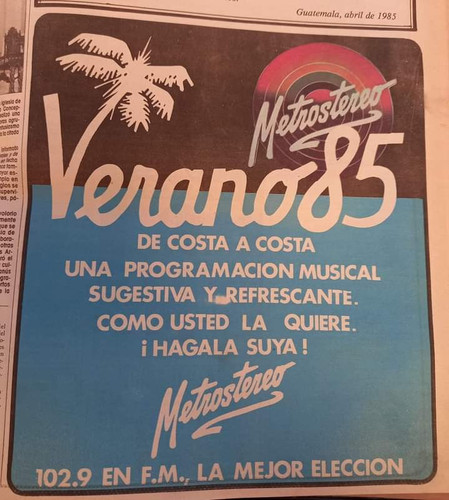 Guatemala, abril de 1985
Metrostereo
Verano85
DE COSTA A COSTA
UNA PROGRAMACION MUSICAL
SUGESTIVA Y REFRESCANTE.
COMO USTED LA QUIERE.
¡HAGALA SUYA!
Metrostereo
102.9 EN F.M., LA MEJOR ELECCION